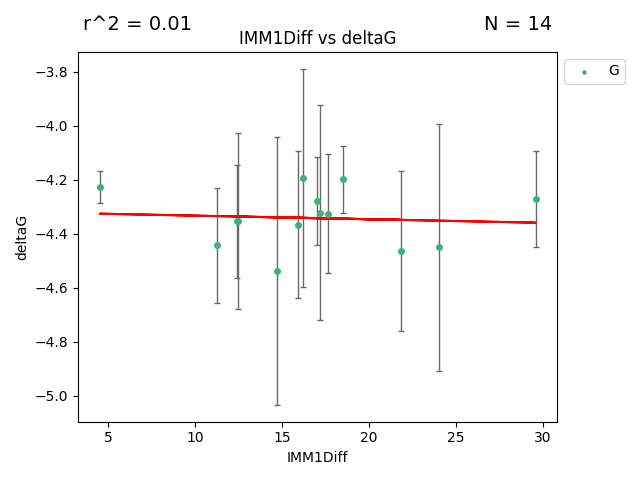 r^2 = 0.01
N = 14
IMM1Diff vs deltaG
G
−3.8
−4.0
−4.2
−4.4
−4.6
−4.8
−5.0
deltaG
5 10 15 20 25 30
IMM1Diff